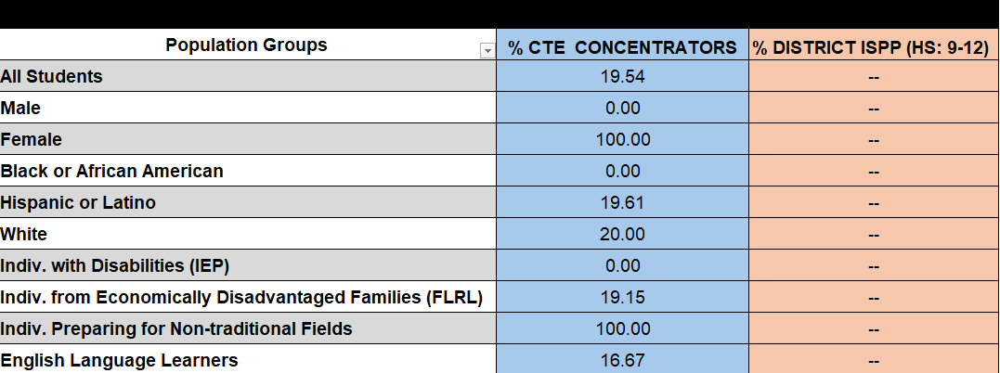 Population Groups % CTE CONCENTRATORS % DISTRICT ISPP (HS: 9-12)
All Students 19.54 --
Male 0.00 --
Female 100.00 --
Black or African American 0.00 --
Hispanic or Latino 19.61 --
White 20.00 --
Indiv. with Disabilities (IEP) 0.00 --
Indiv. from Economically Disadvantaged Families (FLRL) 19.15 --
Indiv. Preparing for Non-traditional Fields 100.00 --
English Language Learners 16.67 --